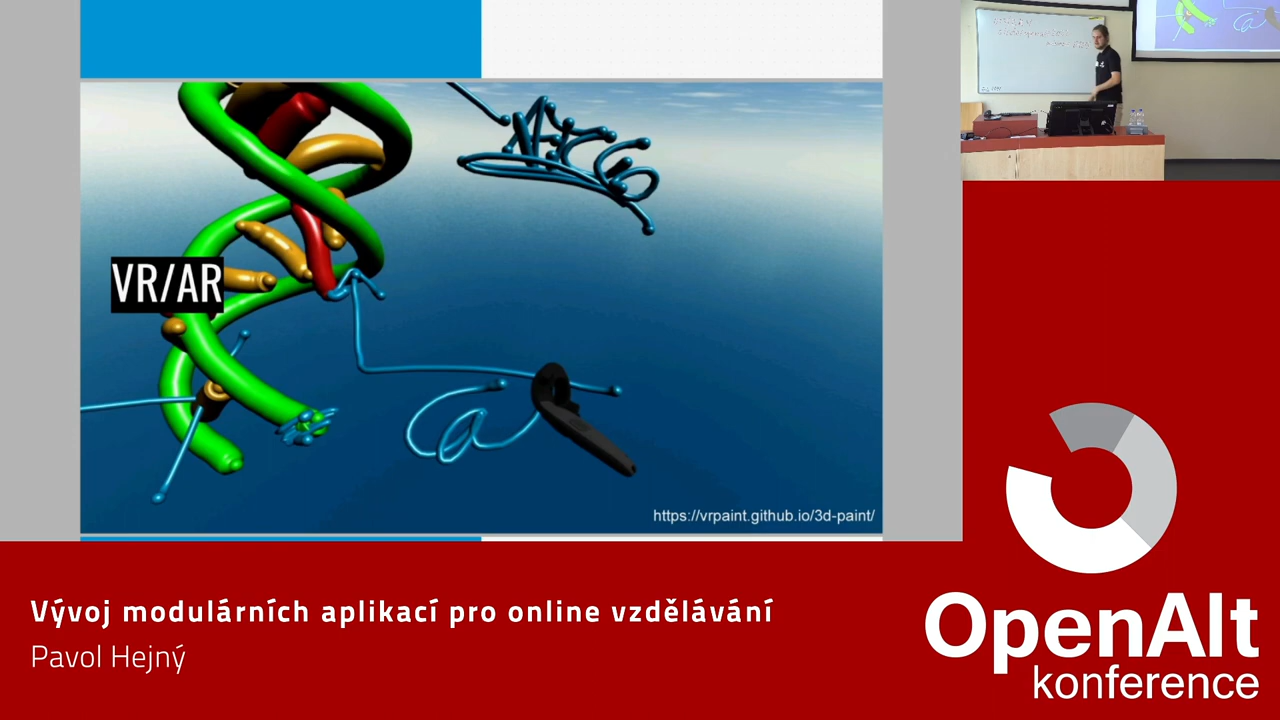 VR/AR
https://vrpaint.github.io/3d-paint/
Vývoj modulárních aplikací pro online vzdělávání
Pavol Hejný
OpenAlt
konference